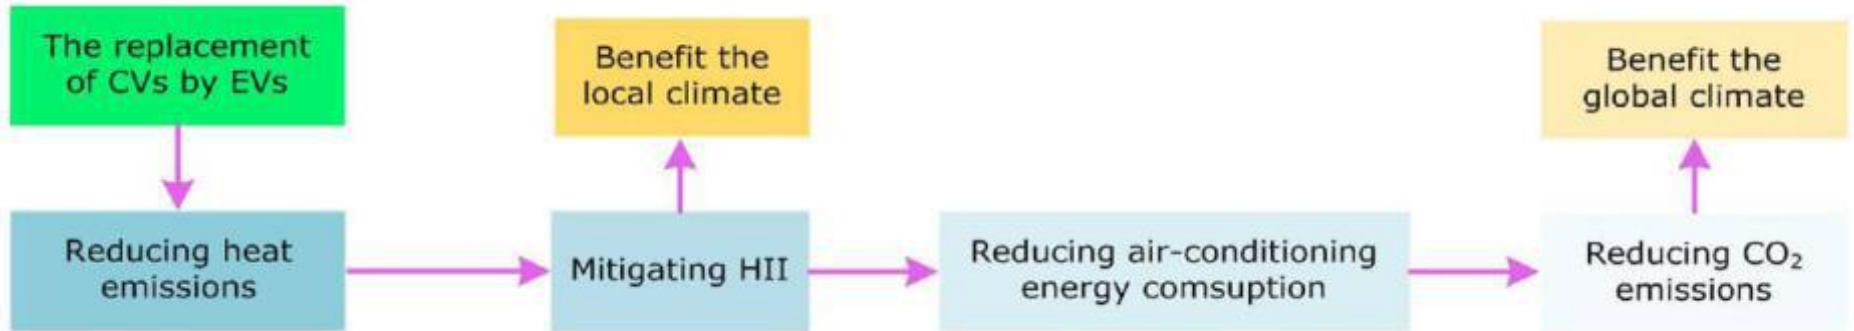 The replacement
of CVs by EVs
Benefit the
local climate
Benefit the
global climate
Reducing heat
emissions
Mitigating HII
Reducing air-conditioning
energy comsuption
Reducing CO₂
emissions